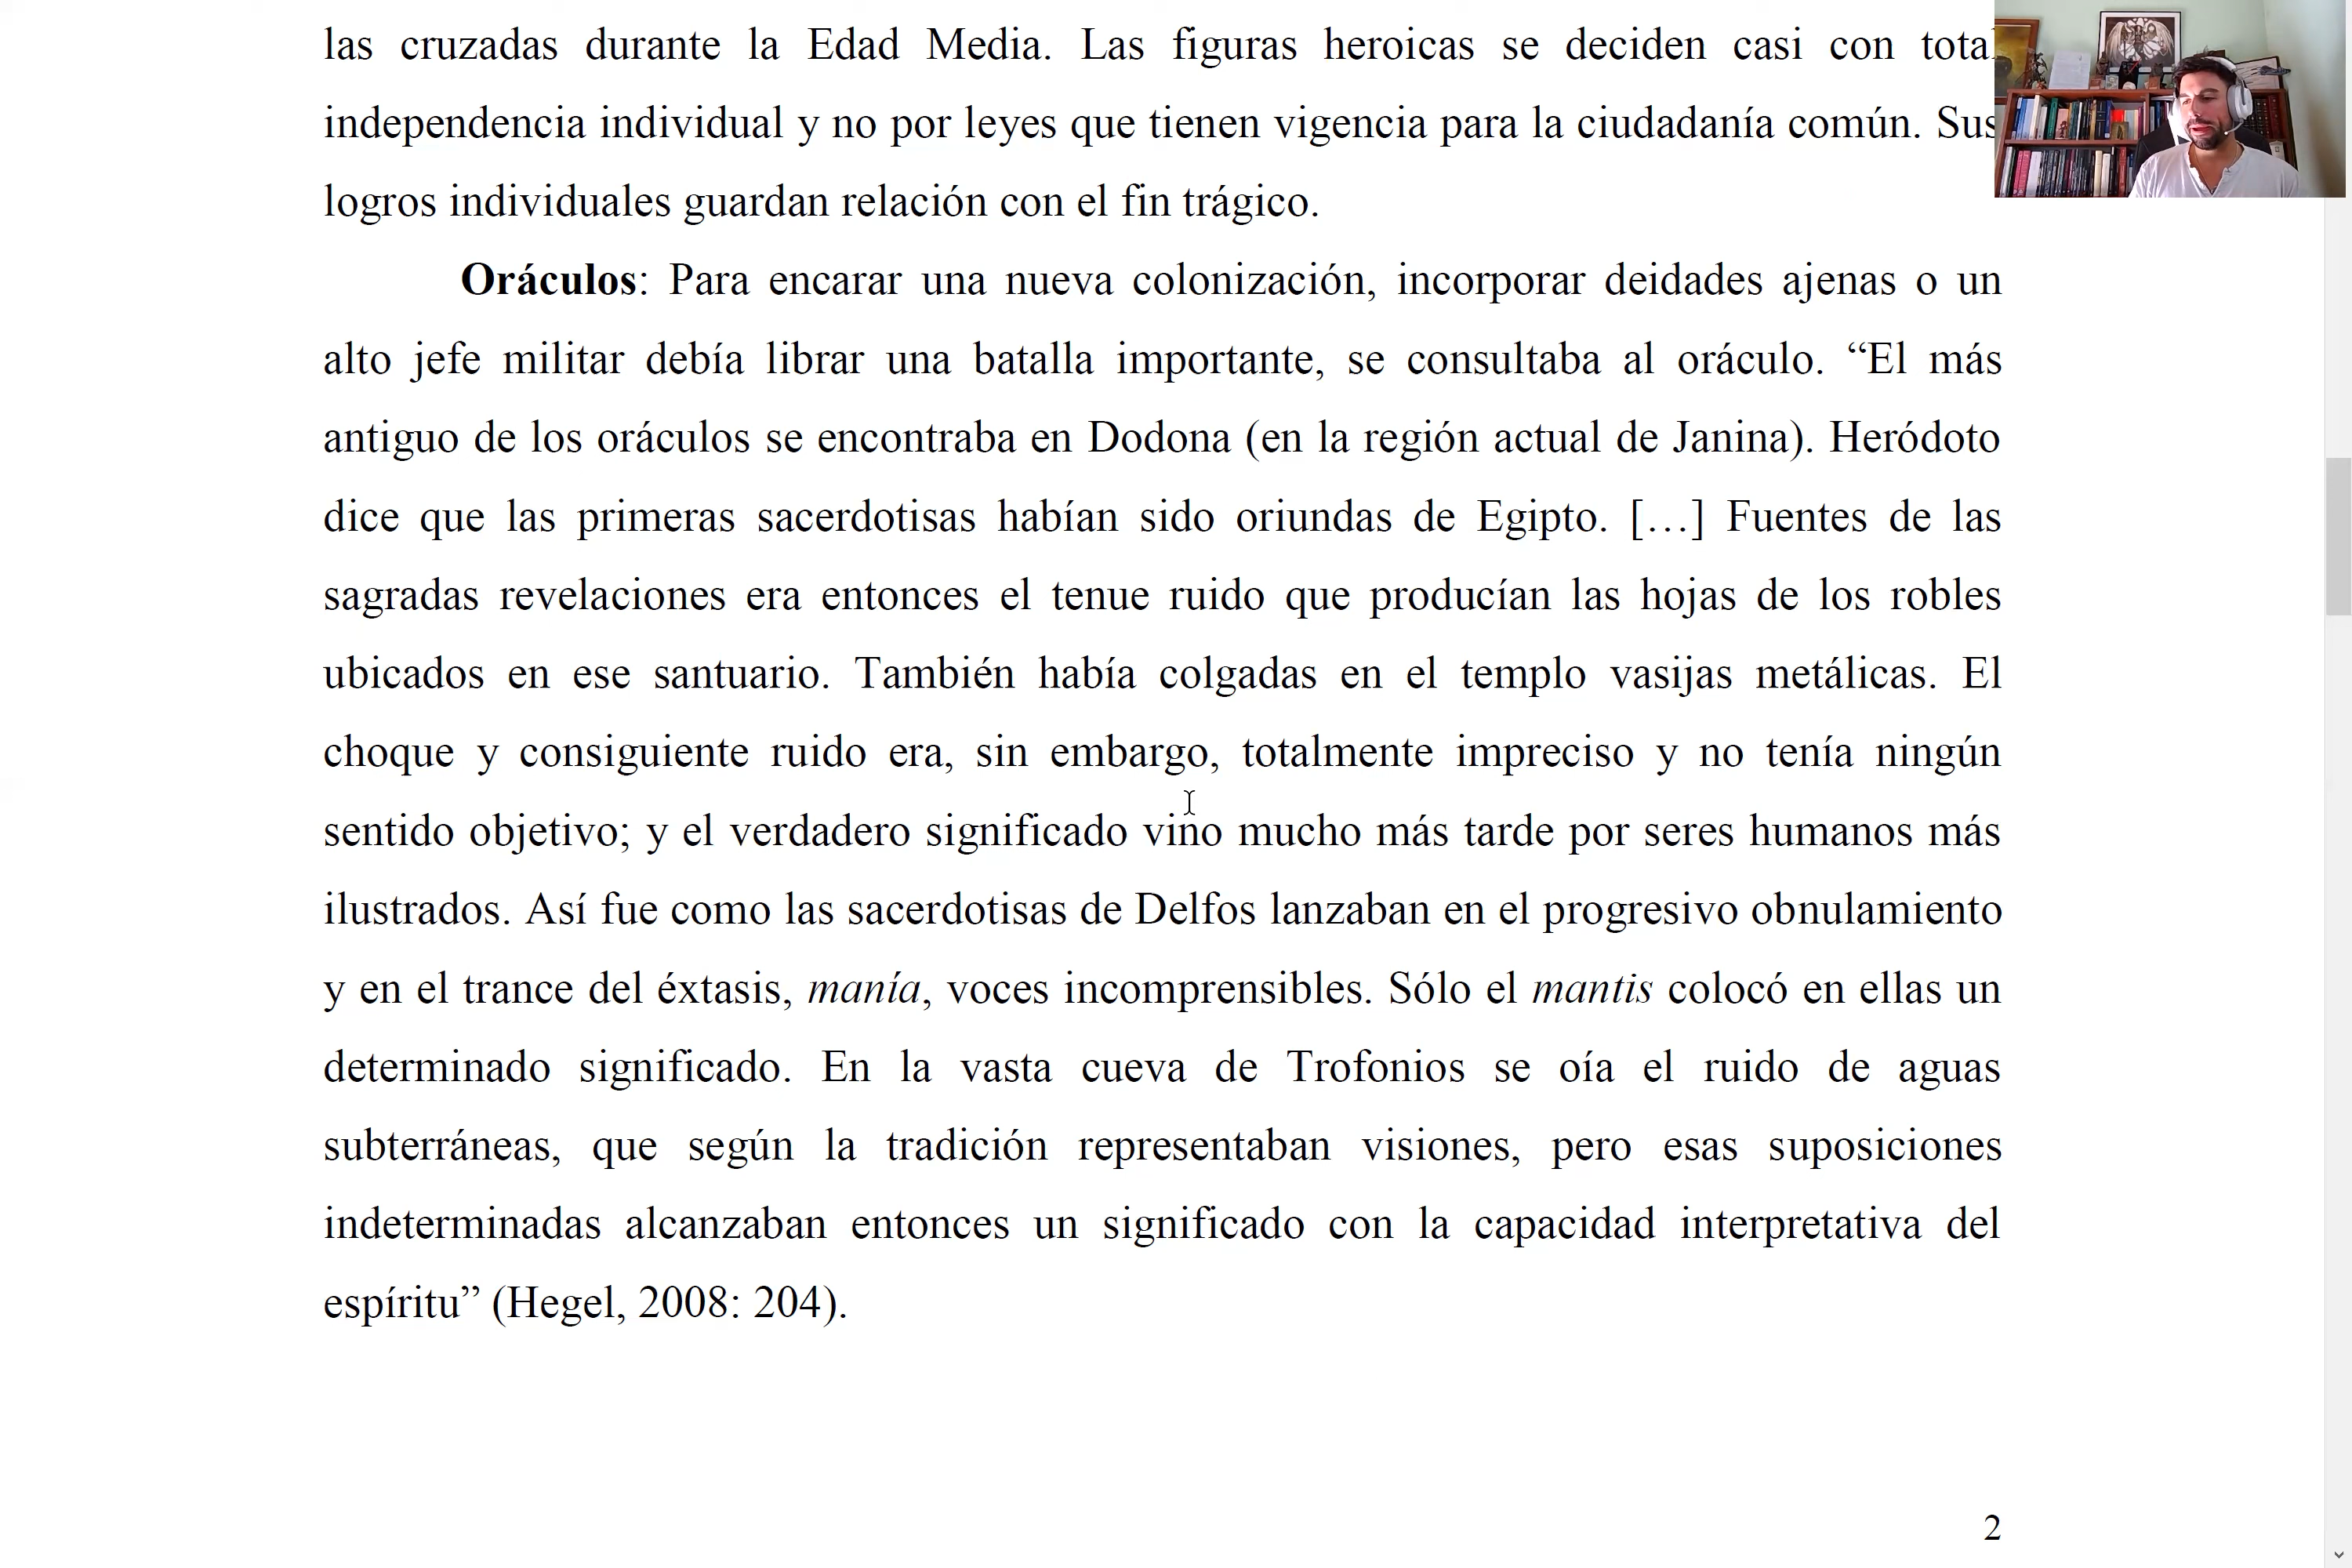 las cruzadas durante la Edad Media. Las figuras heroicas se deciden casi con total
independencia individual y no por leyes que tienen vigencia para la ciudadanía común. Sus
logros individuales guardan relación con el fin trágico.
Oráculos: Para encarar una nueva colonización, incorporar deidades ajenas o un
alto jefe militar debía librar una batalla importante, se consultaba al oráculo. “El más
antiguo de los oráculos se encontraba en Dodona (en la región actual de Janina). Heródoto
dice que las primeras sacerdotisas habían sido oriundas de Egipto. […] Fuentes de las
sagradas revelaciones era entonces el tenue ruido que producían las hojas de los robles
ubicados en ese santuario. También había colgadas en el templo vasijas metálicas. El
choque y consiguiente ruido era, sin embargo, totalmente impreciso y no tenía ningún
sentido objetivo; y el verdadero significado vino mucho más tarde por seres humanos más
ilustrados. Así fue como las sacerdotisas de Delfos lanzaban en el progresivo obnulamiento
y en el trance del éxtasis, manía, voces incomprensibles. Sólo el mantis colocó en ellas un
determinado significado. En la vasta cueva de Trofonios se oía el ruido de aguas
subterráneas, que según la tradición representaban visiones, pero esas suposiciones
indeterminadas alcanzaban entonces un significado con la capacidad interpretativa del
espíritu” (Hegel, 2008: 204).
2